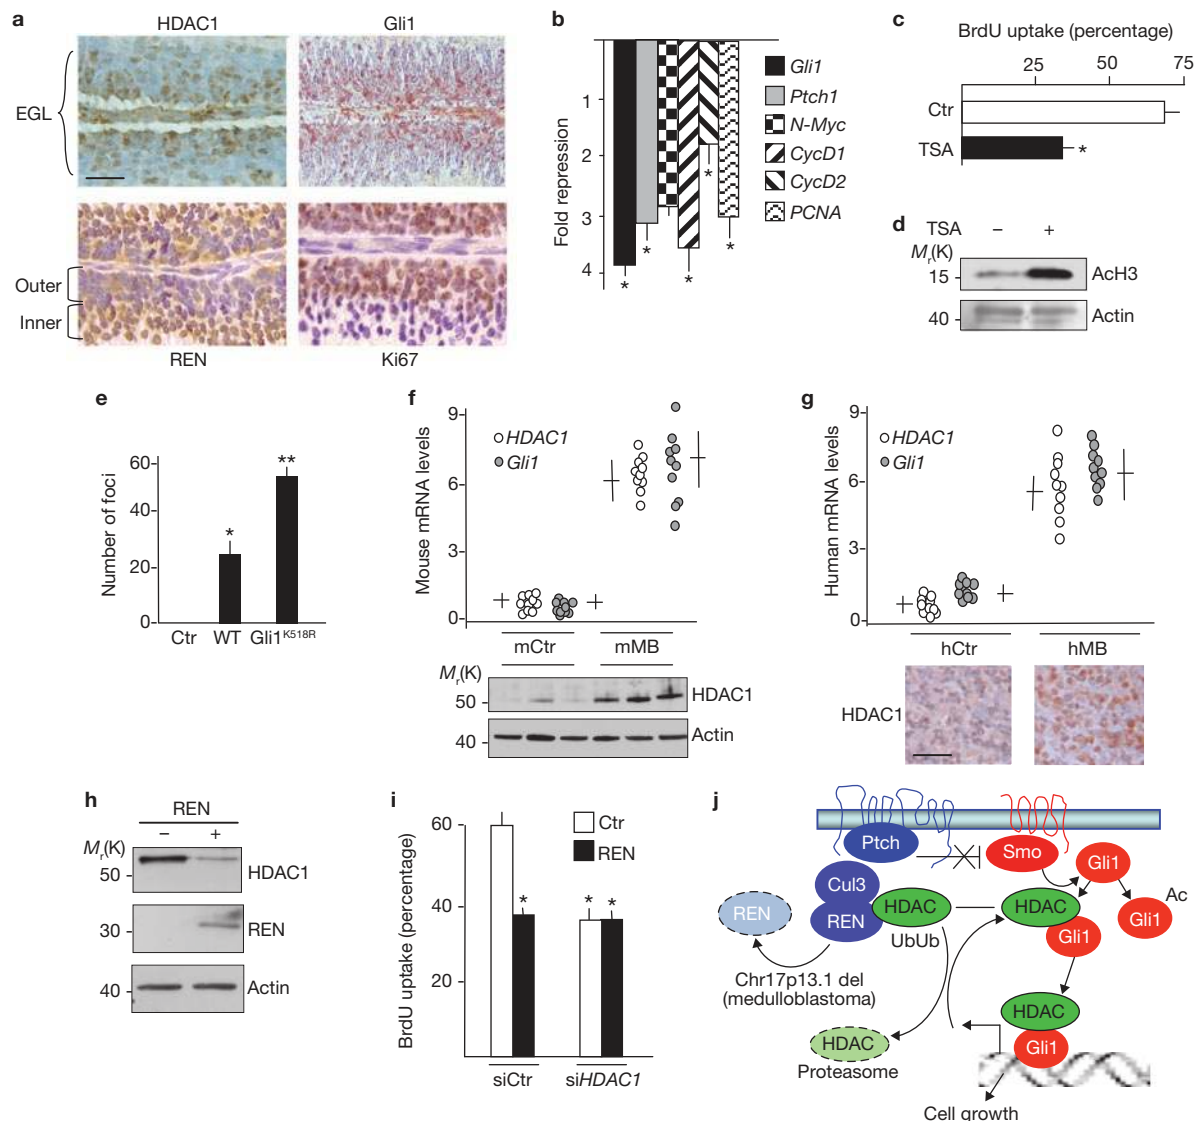 a
HDAC1 Gli1
EGL
Outer
Inner
REN Ki67
b
Fold repression
1
2
3
4
*
*
*
*
*
Gli1
Ptch1
N-Myc
CycD1
CycD2
PCNA
c
BrdU uptake (percentage)
25 50 75
Ctr
TSA *
d
TSA – +
Mr(K)
15 AcH3
40 Actin
e
Number of foci
60
40
20
0
* **
Ctr WT Gli1K518R
f
Mouse mRNA levels
9
6
3
0
HDAC1
Gli1
mCtr mMB
Mr(K)
50 HDAC1
40 Actin
g
Human mRNA levels
9
6
3
0
HDAC1
Gli1
hCtr hMB
HDAC1
h
REN
– +
Mr(K)
50 HDAC1
30 REN
40 Actin
i
BrdU uptake (percentage)
60
40
20
Ctr
REN
* * *
siCtr siHDAC1
j
Ptch Smo
Gli1
Cul3
Ac
REN REN HDAC HDAC Gli1
UbUb Gli1
Chr17p13.1 del
(medulloblastoma)
HDAC
Gli1
HDAC
Proteasome
Cell growth